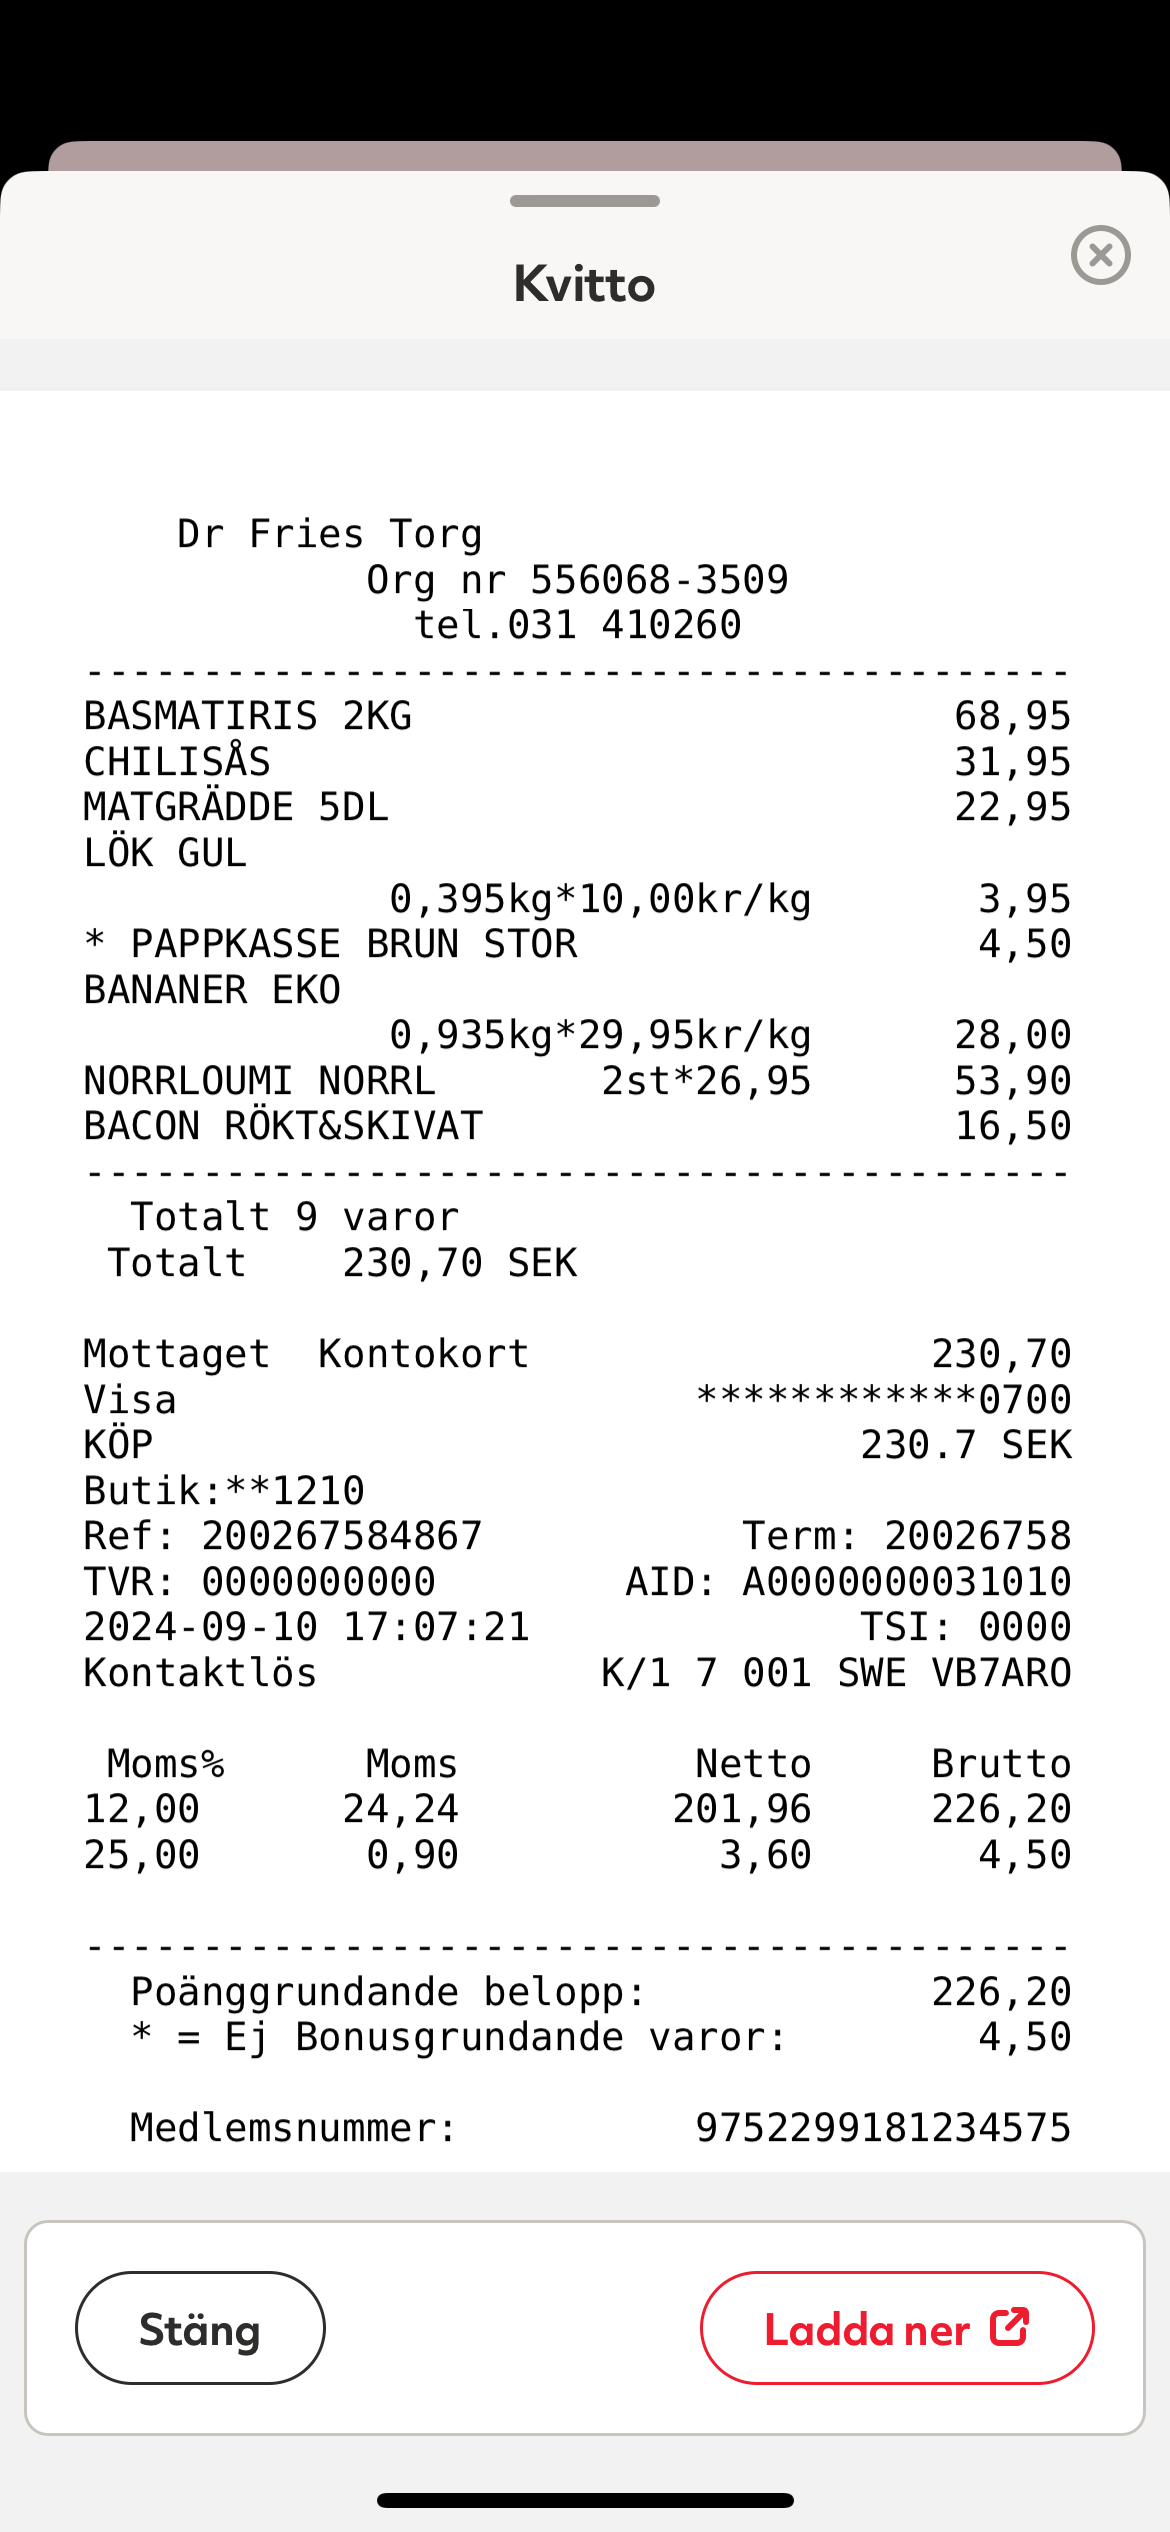 Kvitto
Dr Fries Torg
Org nr 556068-3509
tel.031 410260
------------------------------------------
BASMATIRIS 2KG 68,95
CHILISÅS 31,95
MATGRÄDDE 5DL 22,95
LÖK GUL
0,395kg*10,00kr/kg 3,95
* PAPPKASSE BRUN STOR 4,50
BANANER EKO
0,935kg*29,95kr/kg 28,00
NORRLOUMI NORRL 2st*26,95 53,90
BACON RÖKT&SKIVAT 16,50
------------------------------------------
Totalt 9 varor
Totalt 230,70 SEK
Mottaget Kontokort 230,70
Visa ************0700
KÖP 230.7 SEK
Butik:**1210
Ref: 200267584867 Term: 20026758
TVR: 0000000000 AID: A0000000031010
2024-09-10 17:07:21 TSI: 0000
Kontaktlös K/1 7 001 SWE VB7ARO
Moms% Moms Netto Brutto
12,00 24,24 201,96 226,20
25,00 0,90 3,60 4,50
------------------------------------------
Poänggrundande belopp: 226,20
* = Ej Bonusgrundande varor: 4,50
Medlemsnummer: 9752299181234575
Stäng Ladda ner